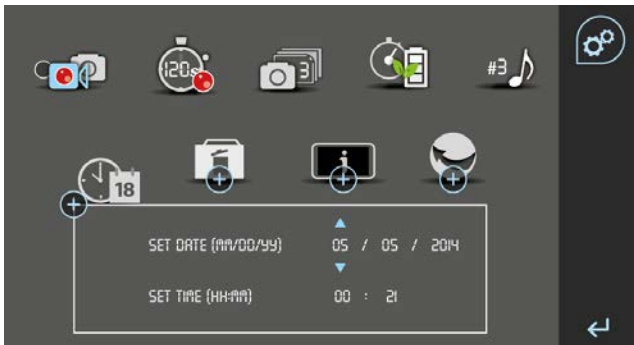 120s
3
#3
18
i
SET DATE (MM/DD/YY) 05 / 05 / 2014
SET TIME (HH:MM) 00 : 21